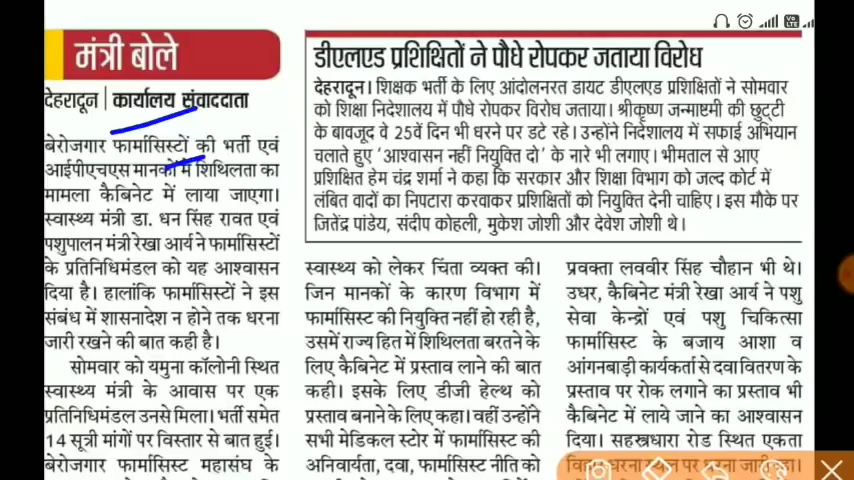 मंत्री बोले
देहरादून | कार्यालय संवाददाता
बेरोजगार फार्मासिस्टों की भर्ती एवं
आईपीएचएस मानकों में शिथिलता का
मामला कैबिनेट में लाया जाएगा।
स्वास्थ्य मंत्री डा. धन सिंह रावत एवं
पशुपालन मंत्री रेखा आर्य ने फार्मासिस्टों
के प्रतिनिधिमंडल को यह आश्वासन
दिया है। हालांकि फार्मासिस्टों ने इस
संबंध में शासनादेश न होने तक धरना
जारी रखने की बात कही है।
सोमवार को यमुना कॉलोनी स्थित
स्वास्थ्य मंत्री के आवास पर एक
प्रतिनिधिमंडल उनसे मिला। भर्ती समेत
14 सूत्री मांगों पर विस्तार से बात हुई।
बेरोजगार फार्मासिस्ट महासंघ के
डीएलएड प्रशिक्षितों ने पौधे रोपकर जताया विरोध
देहरादून। शिक्षक भर्ती के लिए आंदोलनरत डायट डीएलएड प्रशिक्षितों ने सोमवार
को शिक्षा निदेशालय में पौधे रोपकर विरोध जताया। श्रीकृष्ण जन्माष्टमी की छुट्टी
के बावजूद वे 25वें दिन भी धरने पर डटे रहे। उन्होंने निदेशालय में सफाई अभियान
चलाते हुए 'आश्वासन नहीं नियुक्ति दो' के नारे भी लगाए। भीमताल से आए
प्रशिक्षित हेम चंद्र शर्मा ने कहा कि सरकार और शिक्षा विभाग को जल्द कोर्ट में
लंबित वादों का निपटारा करवाकर प्रशिक्षितों को नियुक्ति देनी चाहिए। इस मौके पर
जितेंद्र पांडेय, संदीप कोहली, मुकेश जोशी और देवेश जोशी थे।
स्वास्थ्य को लेकर चिंता व्यक्त की।
जिन मानकों के कारण विभाग में
फार्मासिस्ट की नियुक्ति नहीं हो रही है,
उसमें राज्य हित में शिथिलता बरतने के
लिए कैबिनेट में प्रस्ताव लाने की बात
कही। इसके लिए डीजी हेल्थ को
प्रस्ताव बनाने के लिए कहा। वहीं उन्होंने
सभी मेडिकल स्टोर में फार्मासिस्ट की
अनिवार्यता, दवा, फार्मासिस्ट नीति को
प्रवक्ता लववीर सिंह चौहान भी थे।
उधर, कैबिनेट मंत्री रेखा आर्य ने पशु
सेवा केन्द्रों एवं पशु चिकित्सा
फार्मासिस्ट के बजाय आशा व
आंगनबाड़ी कार्यकर्ता से दवा वितरण के
प्रस्ताव पर रोक लगाने का प्रस्ताव भी
कैबिनेट में लाये जाने का आश्वासन
दिया। सहस्त्रधारा रोड स्थित एकता
धरना स्थल पर धरना जारी रहा।